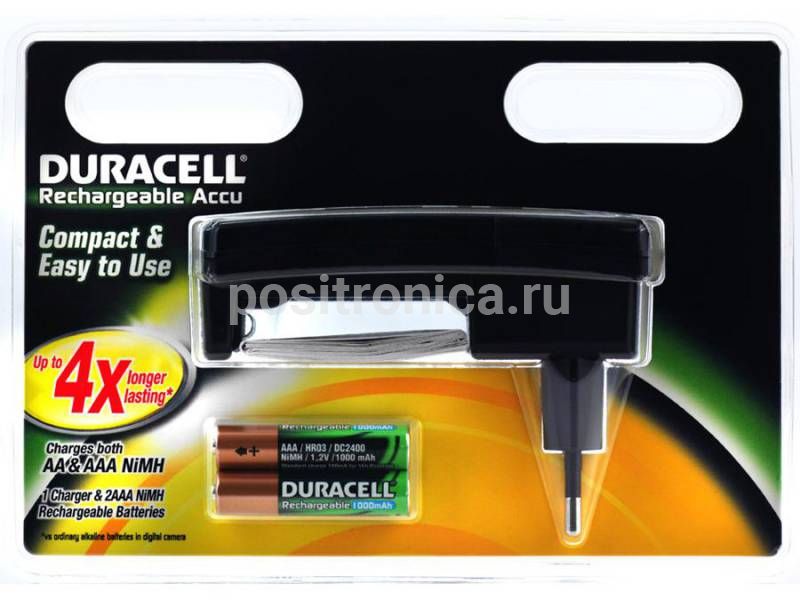 DURACELL®
Rechargeable Accu
Compact &
Easy to Use
positronica.ru
Up to
4X longer
lasting*
Charges both
AA & AAA NiMH
1 Charger & 2AAA NiMH
Rechargeable Batteries
*vs ordinary alkaline batteries in digital camera
Rechargeable 1000mAh
AAA / HR03 / DC2400
NiMH / 1.2V / 1000 mAh
DURACELL
Rechargeable 1000mAh